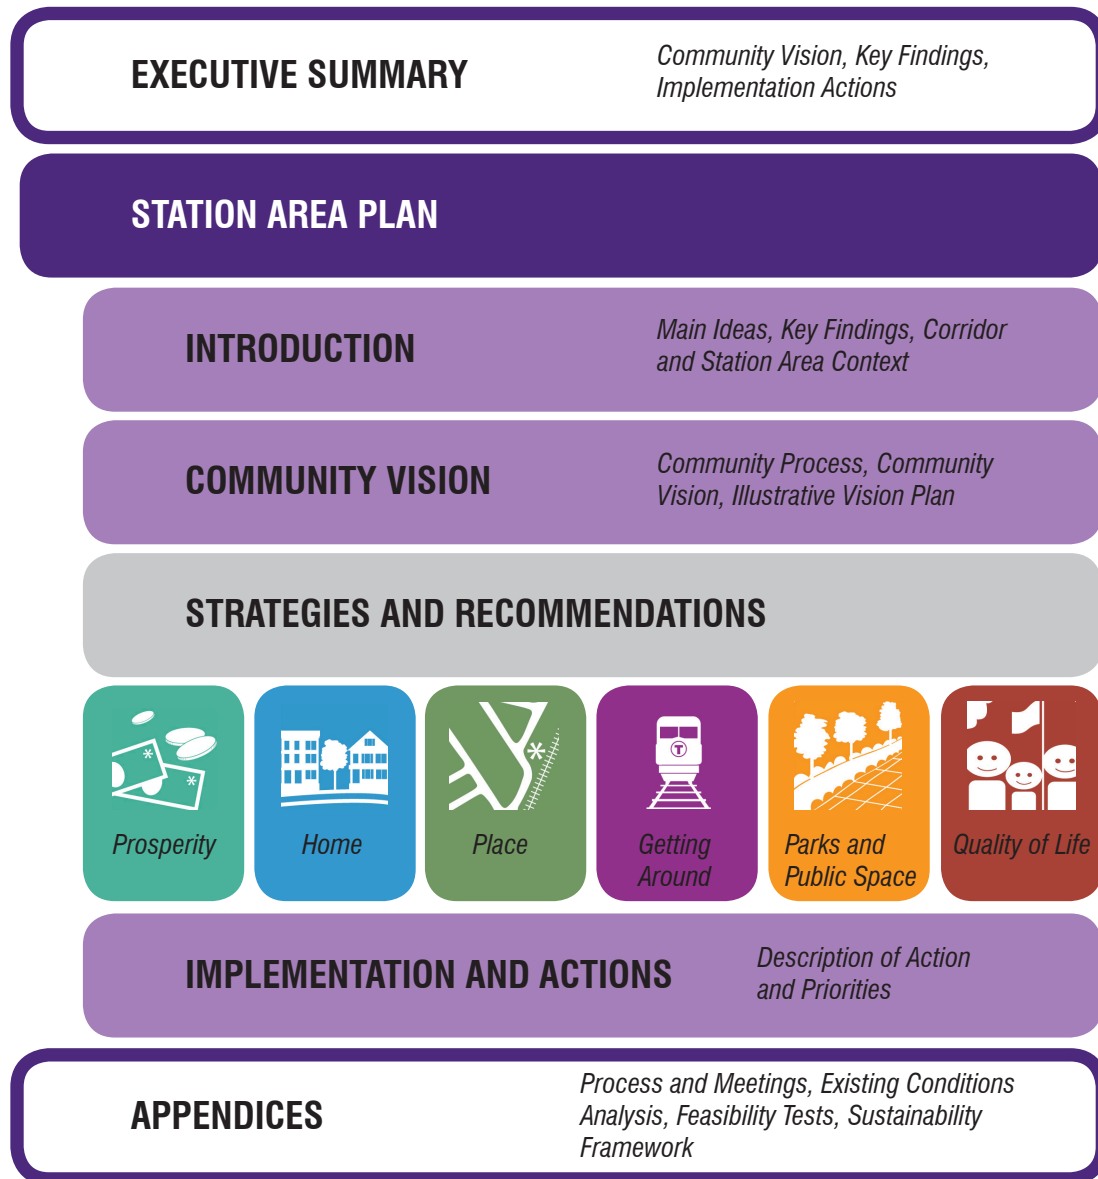 EXECUTIVE SUMMARY
Community Vision, Key Findings,
Implementation Actions
STATION AREA PLAN
INTRODUCTION
Main Ideas, Key Findings, Corridor
and Station Area Context
COMMUNITY VISION
Community Process, Community
Vision, Illustrative Vision Plan
STRATEGIES AND RECOMMENDATIONS
T
Prosperity
Home
Place
Getting
Around
Parks and
Public Space
Quality of Life
IMPLEMENTATION AND ACTIONS
Description of Action
and Priorities
APPENDICES
Process and Meetings, Existing Conditions
Analysis, Feasibility Tests, Sustainability
Framework